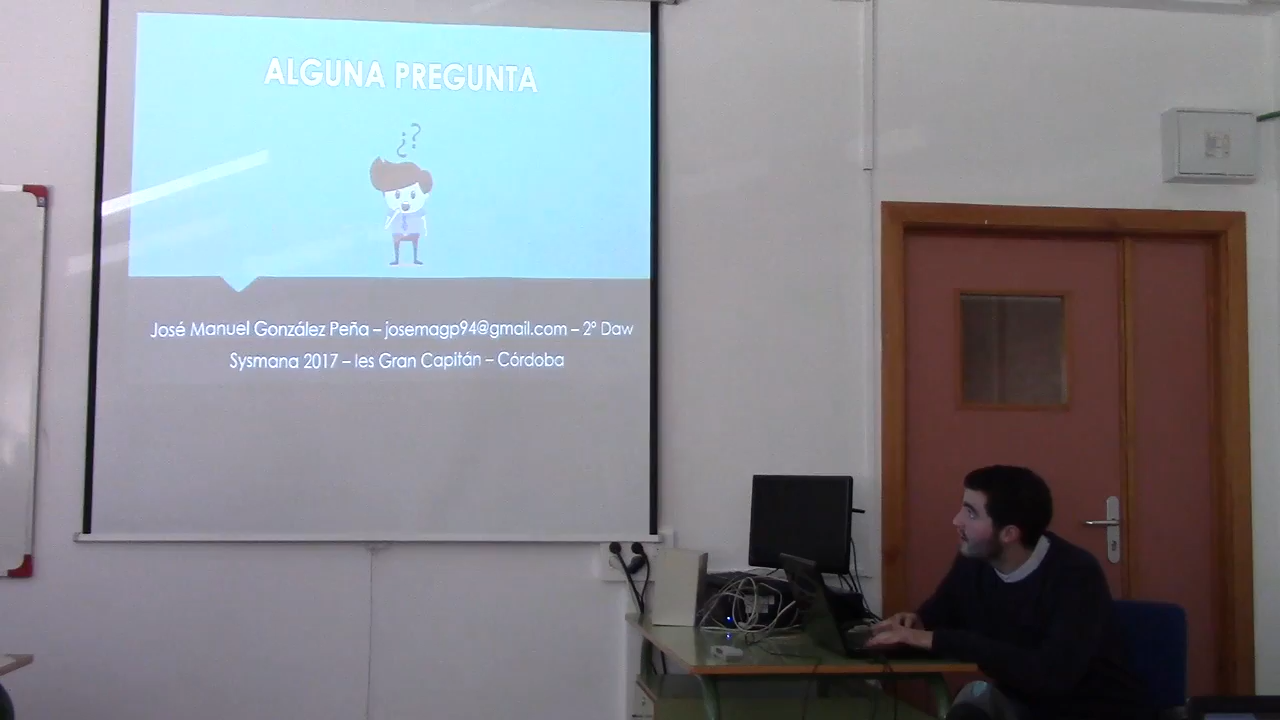 ALGUNA PREGUNTA
¿?
José Manuel González Peña – josemagp94@gmail.com – 2º Daw
Sysmana 2017 – Ies Gran Capitán – Córdoba